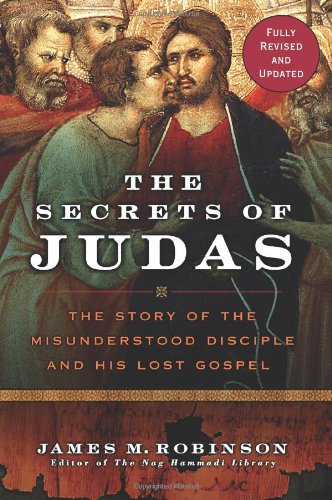 FULLY
REVISED
AND
UPDATED
THE
SECRETS OF
JUDAS
THE STORY OF THE
MISUNDERSTOOD DISCIPLE
AND HIS LOST GOSPEL
JAMES M. ROBINSON
Editor of The Nag Hammadi Library